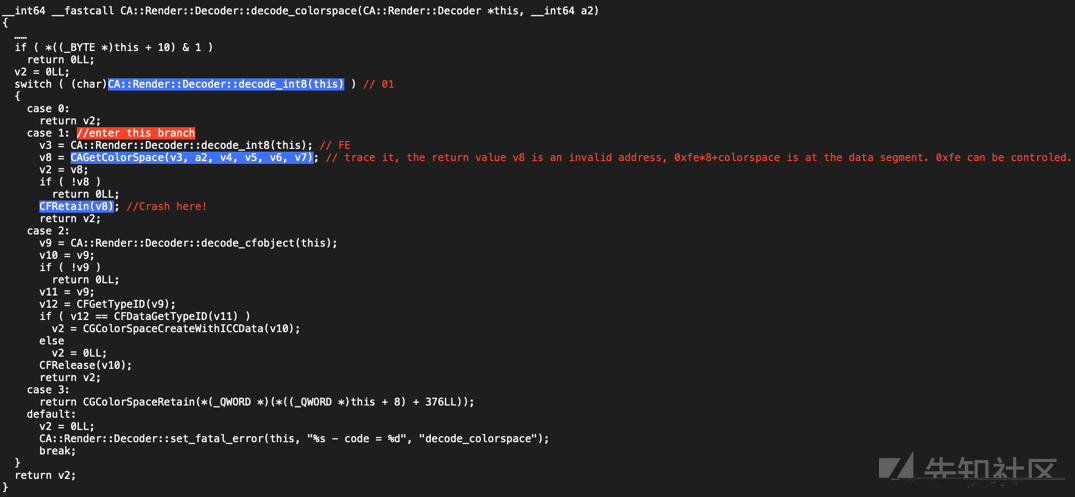 __int64 __fastcall CA::Render::Decoder::decode_colorspace(CA::Render::Decoder *this, __int64 a2)
{
  ……
  if ( *((_BYTE *)this + 10) & 1 )
    return 0LL;
  v2 = 0LL;
  switch ( (char)CA::Render::Decoder::decode_int8(this) ) // 01
  {
    case 0:
      return v2;
    case 1: //enter this branch
      v3 = CA::Render::Decoder::decode_int8(this); // FE
      v8 = CAGetColorSpace(v3, a2, v4, v5, v6, v7); // trace it, the return value v8 is an invalid address, 0xfe*8+colorspace is at the data segment. 0xfe can be controled.
      v2 = v8;
      if ( !v8 )
        return 0LL;
      CFRetain(v8); //Crash here!
      return v2;
    case 2:
      v9 = CA::Render::Decoder::decode_cfobject(this);
      v10 = v9;
      if ( !v9 )
        return 0LL;
      v11 = v9;
      v12 = CFGetTypeID(v9);
      if ( v12 == CFDataGetTypeID(v11) )
        v2 = CGColorSpaceCreateWithICCData(v10);
      else
        v2 = 0LL;
      CFRelease(v10);
      return v2;
    case 3:
      return CGColorSpaceRetain(*(_QWORD *)(*((_QWORD *)this + 8) + 376LL));
    default:
      v2 = 0LL;
      CA::Render::Decoder::set_fatal_error(this, "%s - code = %d", "decode_colorspace");
      break;
  }
  return v2;
}
先知社区